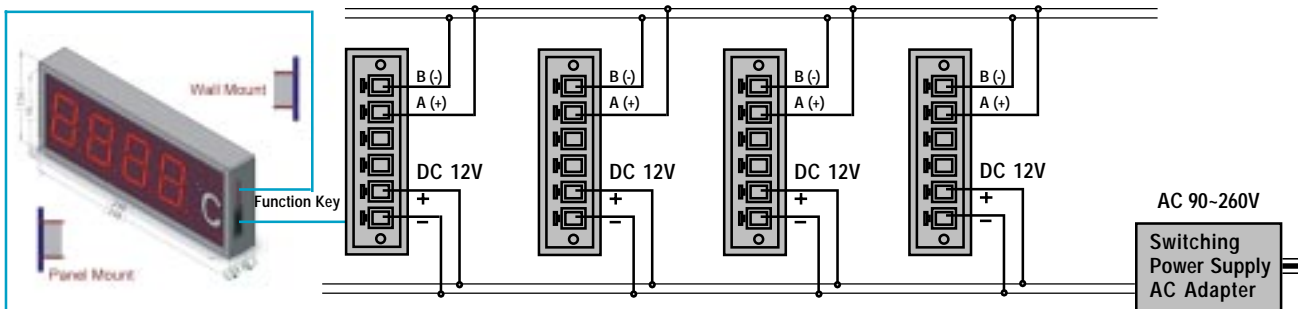 Wall Mount
8888
C
Function Key
Panel Mount
B (-)
A (+)
DC 12V
+
−
B (-)
A (+)
DC 12V
+
−
B (-)
A (+)
DC 12V
+
−
B (-)
A (+)
DC 12V
+
−
AC 90~260V
Switching
Power Supply
AC Adapter